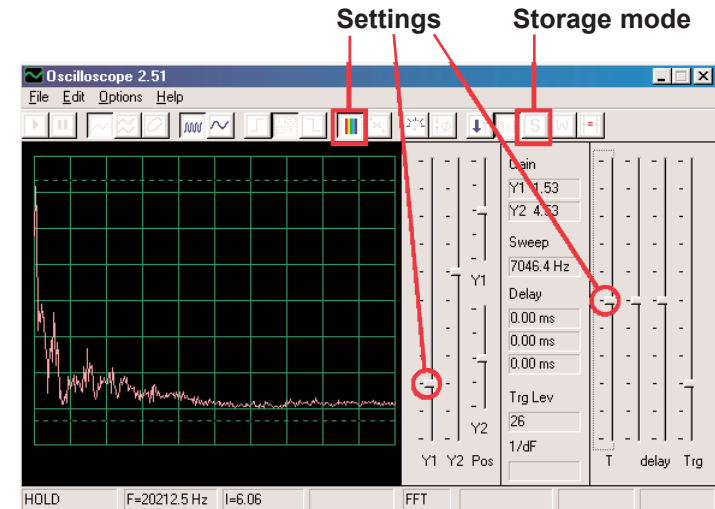 Settings Storage mode
Oscilloscope 2.51
File Edit Options Help
Gain
Y1 1.53
Y2 4.53
Sweep
7046.4 Hz
Y1
Delay
0.00 ms
0.00 ms
0.00 ms
Trg Lev
26
Y2
1/dF
Y1 Y2 Pos T delay Trg
HOLD F=20212.5 Hz I=6.06 FFT